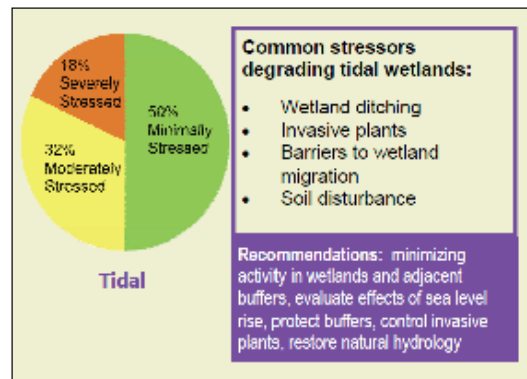 18%
Severely
Stressed
50%
Minimally
Stressed
32%
Moderately
Stressed
Tidal
Common stressors
degrading tidal wetlands:
• Wetland ditching
• Invasive plants
• Barriers to wetland
migration
• Soil disturbance
Recommendations: minimizing
activity in wetlands and adjacent
buffers, evaluate effects of sea level
rise, protect buffers, control invasive
plants, restore natural hydrology